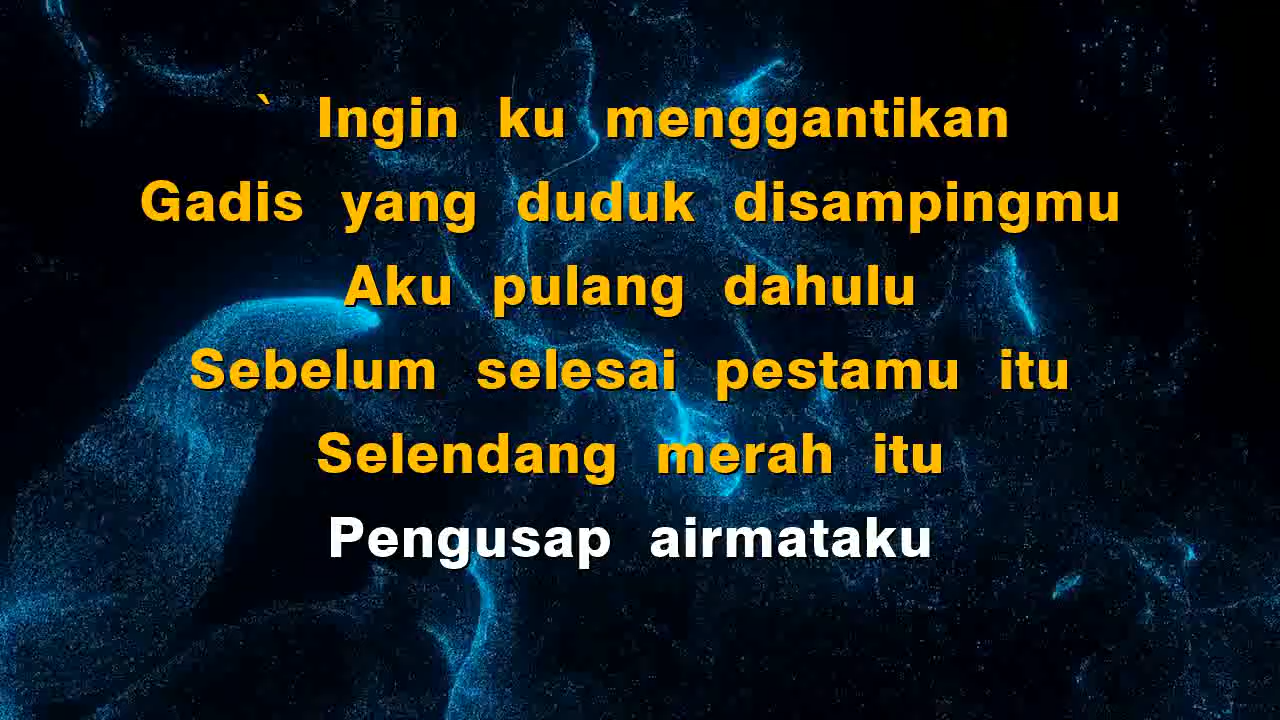 ` Ingin ku menggantikan
Gadis yang duduk disampingmu
Aku pulang dahulu
Sebelum selesai pestamu itu
Selendang merah itu
Pengusap airmataku